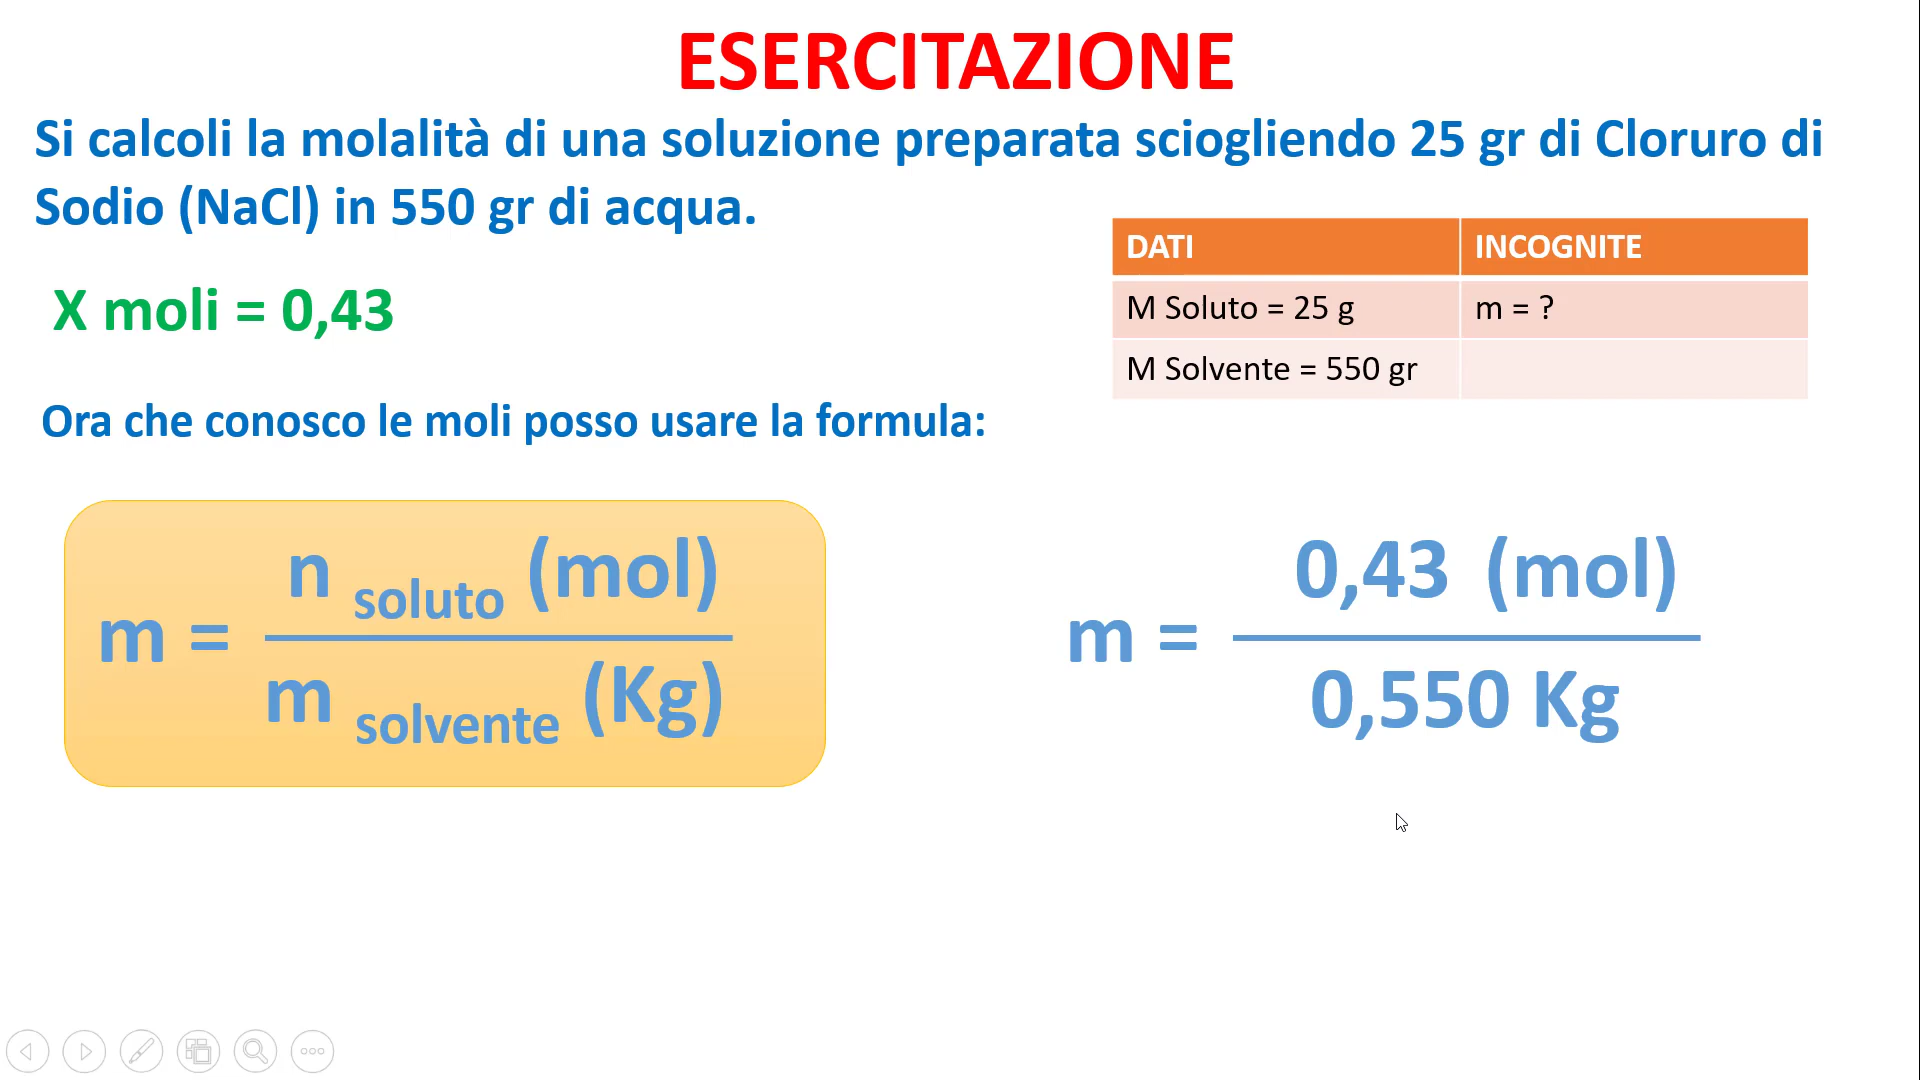 ESERCITAZIONE
Si calcoli la molalità di una soluzione preparata sciogliendo 25 gr di Cloruro di
Sodio (NaCl) in 550 gr di acqua.
DATI INCOGNITE
M Soluto = 25 g m = ?
M Solvente = 550 gr
X moli = 0,43
Ora che conosco le moli posso usare la formula:
n soluto (mol)
m =
m solvente (Kg)
0,43 (mol)
m =
0,550 Kg